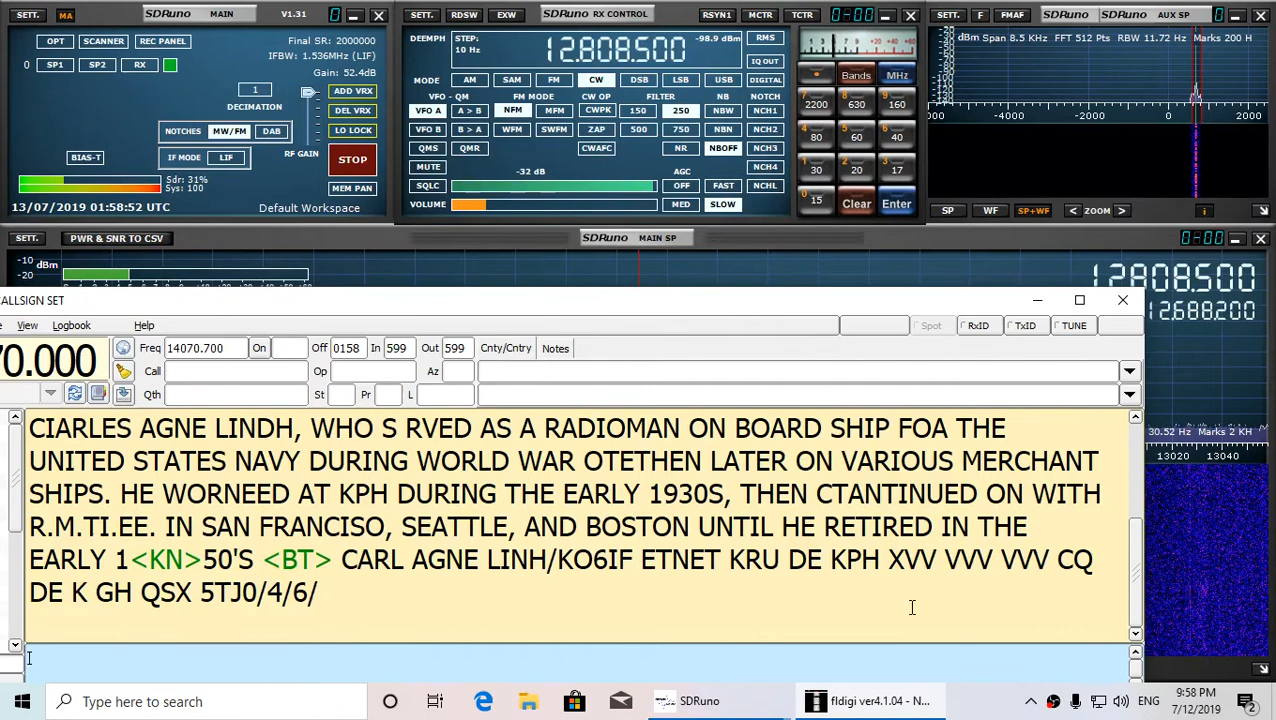 SETT. MA SDRuno MAIN V1.31 0
OPT SCANNER REC PANEL
0 SP1 SP2 RX
Final SR: 2000000
IFBW: 1.536MHz (LIF)
Gain: 52.4dB
1
DECIMATION
ADD VRX
DEL VRX
LO LOCK
NOTCHES MW/FM DAB
IF MODE LIF
BIAS-T
RF GAIN
STOP
MEM PAN
Sdr: 31%
Sys: 100
13/07/2019 01:58:52 UTC
Default Workspace
SETT. RDSW EXW SDRuno RX CONTROL RSYN1 MCTR TCTR 0-00
DEEMPH STEP:
10 Hz
12.808.500 -98.9 dBm RMS
IQ OUT
MODE AM SAM FM CW DSB LSB USB DIGITAL
VFO - QM FM MODE CW OP FILTER NB NOTCH
VFO A A > B NFM MFM CWPK 150 250 NBW NCH1
VFO B B > A WFM SWFM ZAP 500 750 NBN NCH2
QMS QMR CWAFC NR NBOFF NCH3
MUTE AGC NCH4
SQLC -32 dB OFF FAST NCHL
VOLUME MED SLOW
Bands MHz
2200 630 160
80 60 40
30 20 17
15 Clear Enter
SETT. F FMAF SDRuno AUX SP 0
dBm Span 8.5 KHz FFT 512 Pts RBW 11.72 Hz Marks 200 H
-4000 -2000 0 2000
SP WF SP+WF < ZOOM > i
SETT. PWR & SNR TO CSV SDRuno MAIN SP 0-00
-10
dBm
-20
12.808.500
12.688.200
CALLSIGN SET
View Logbook Help Spot RxID TxID TUNE
70.000 Freq 14070.700 On Off 0158 In 599 Out 599 Cnty/Cntry Notes
Call Op Az
Qth St Pr L
CIARLES AGNE LINDH, WHO S RVED AS A RADIOMAN ON BOARD SHIP FOA THE
UNITED STATES NAVY DURING WORLD WAR OTETHEN LATER ON VARIOUS MERCHANT
SHIPS. HE WORNEED AT KPH DURING THE EARLY 1930S, THEN CTANTINUED ON WITH
R.M.TI.EE. IN SAN FRANCISO, SEATTLE, AND BOSTON UNTIL HE RETIRED IN THE
EARLY 1<KN>50'S <BT> CARL AGNE LINH/KO6IF ETNET KRU DE KPH XVV VVV VVV CQ
DE K GH QSX 5TJ0/4/6/
30.52 Hz Marks 2 KH
13020 13040
Type here to search
SDRuno
fldigi ver4.1.04 - N...
ENG
9:58 PM
7/12/2019
2